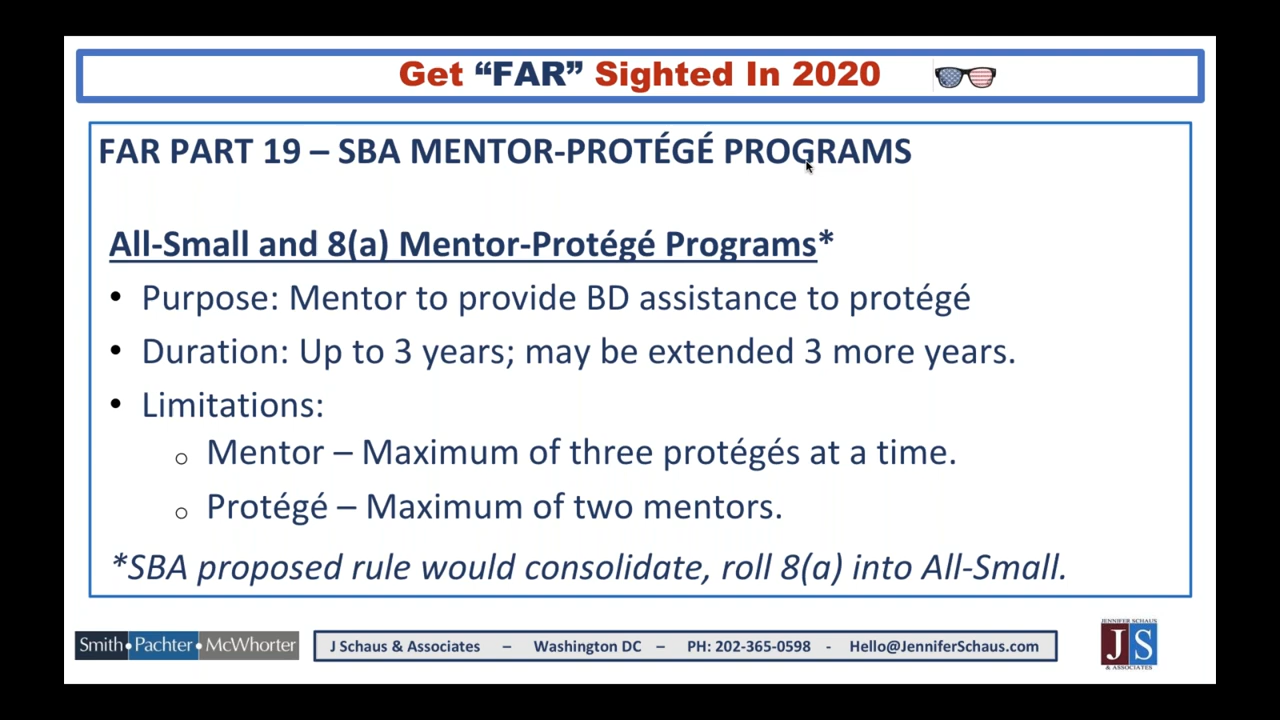 Get “FAR” Sighted In 2020
FAR PART 19 – SBA MENTOR-PROTÉGÉ PROGRAMS
All-Small and 8(a) Mentor-Protégé Programs*
• Purpose: Mentor to provide BD assistance to protégé
• Duration: Up to 3 years; may be extended 3 more years.
• Limitations:
o Mentor – Maximum of three protégés at a time.
o Protégé – Maximum of two mentors.
*SBA proposed rule would consolidate, roll 8(a) into All-Small.
Smith•Pachter•McWhorter
J Schaus & Associates – Washington DC – PH: 202-365-0598 - Hello@JenniferSchaus.com
JENNIFER SCHAUS
JS
& ASSOCIATES